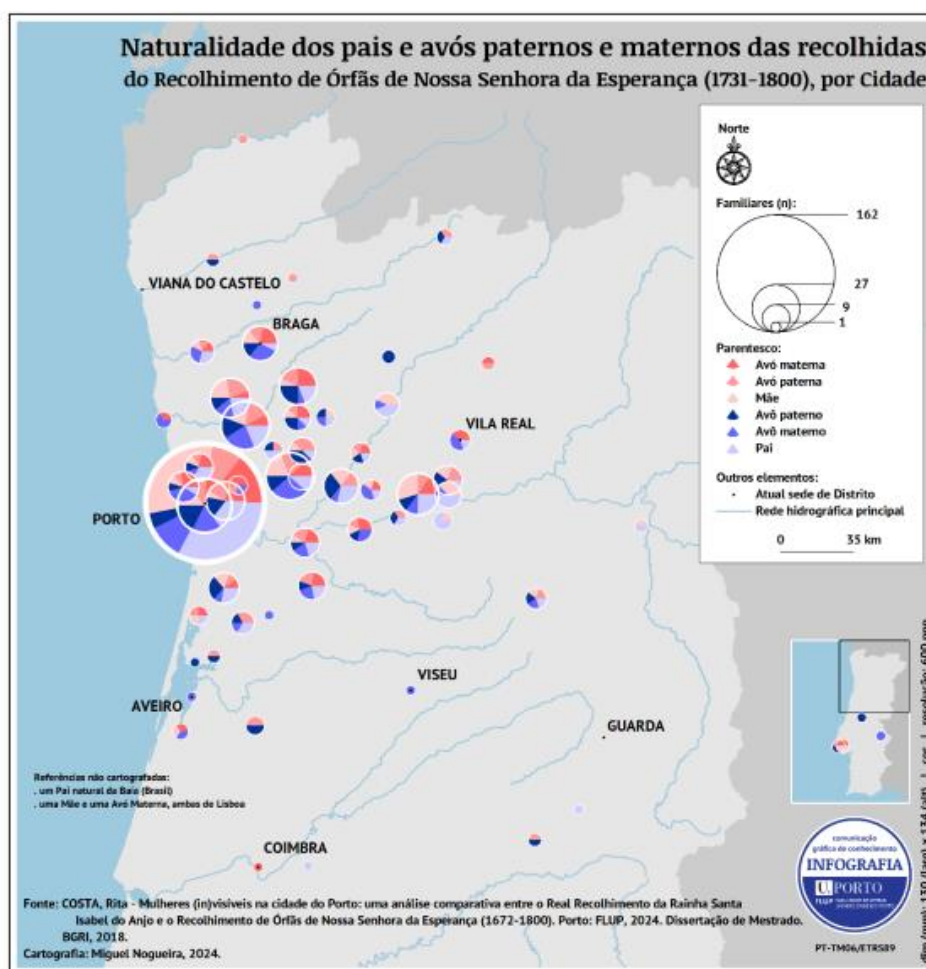 Naturalidade dos pais e avós paternos e maternos das recolhidas
do Recolhimento de Órfãs de Nossa Senhora da Esperança (1731-1800), por Cidade
Norte
Familiares (n):
162
27
9
1
Parentesco:
Avó materna
Avó paterna
Mãe
Avô paterno
Avô materno
Pai
Outros elementos:
Atual sede de Distrito
Rede hidrográfica principal
0 35 km
VIANA DO CASTELO
BRAGA
VILA REAL
PORTO
VISEU
AVEIRO
GUARDA
COIMBRA
Referências não cartografadas:
. um Pai natural da Baía (Brasil)
. uma Mãe e uma Avó Materna, ambas de Lisboa
Fonte: COSTA, Rita - Mulheres (in)visíveis na cidade do Porto: uma análise comparativa entre o Real Recolhimento da Rainha Santa
Isabel do Anjo e o Recolhimento de Órfãs de Nossa Senhora da Esperança (1672-1800). Porto: FLUP, 2024. Dissertação de Mestrado.
BGRI, 2018.
Cartografia: Miguel Nogueira, 2024.
comunicação
gráfica de conhecimento
INFOGRAFIA
U.PORTO
FLUP
PT-TM06/ETRS89